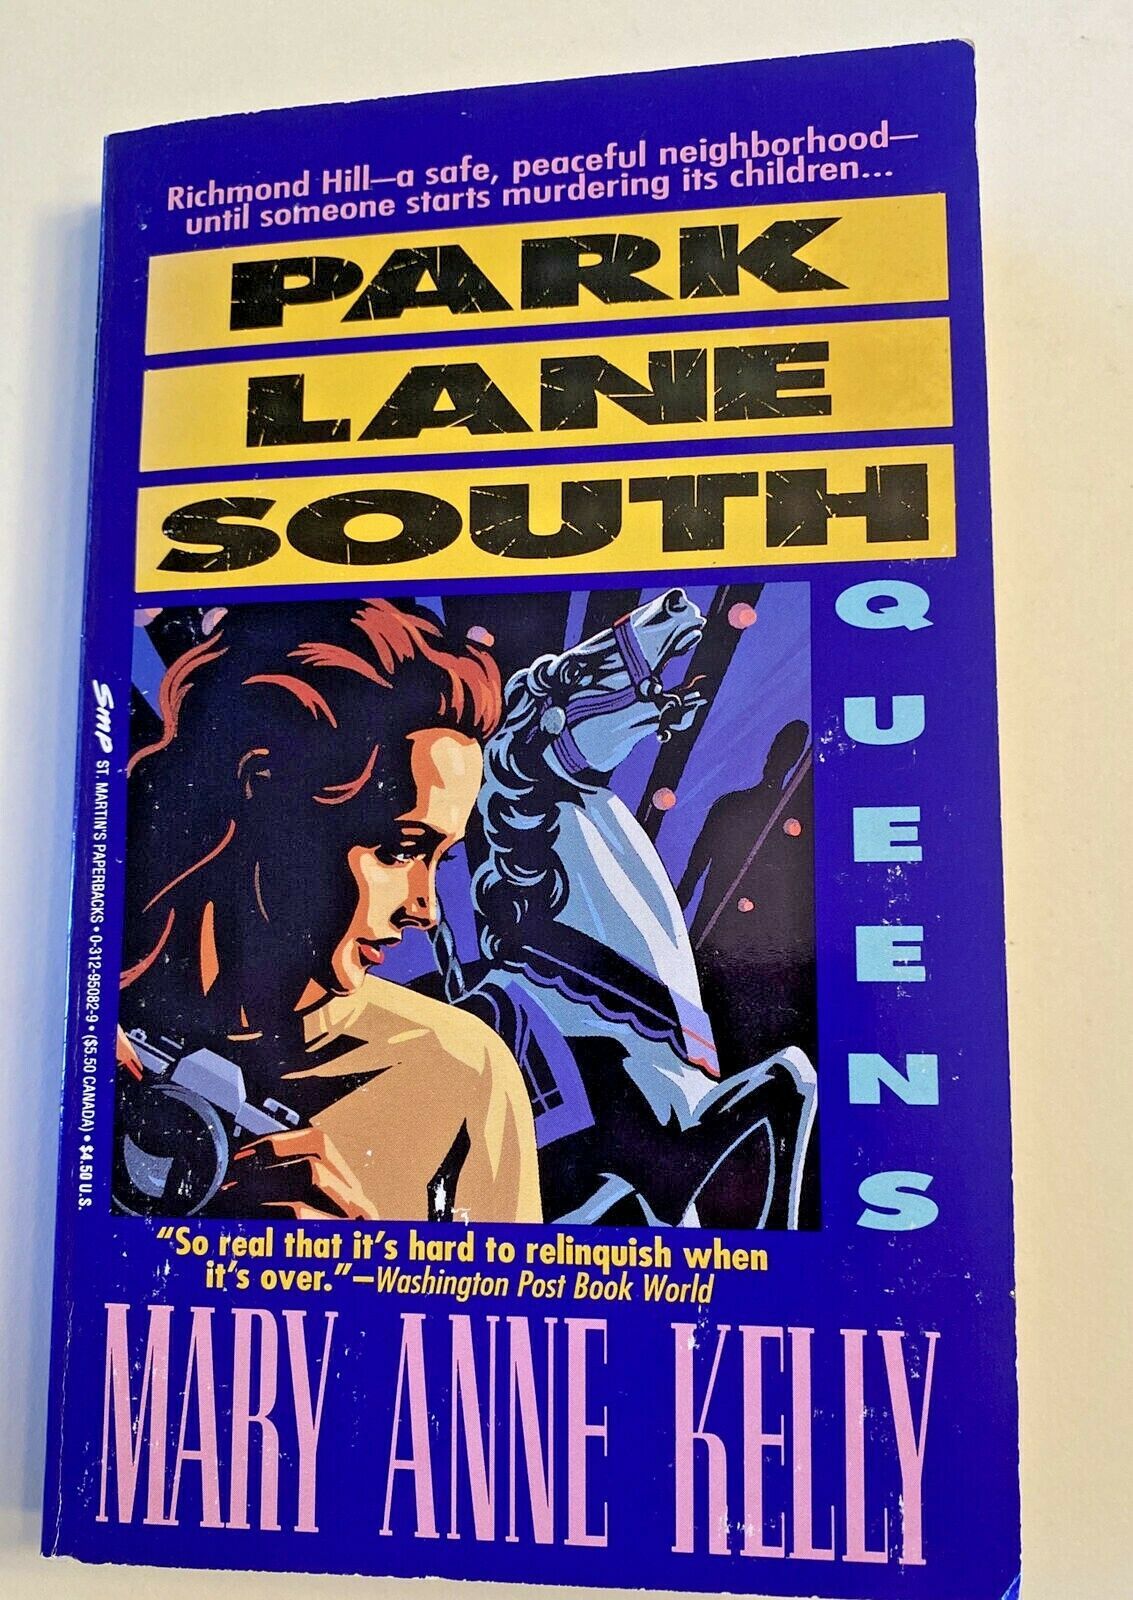 Richmond Hill—a safe, peaceful neighborhood—
until someone starts murdering its children...
PARK
LANE
SOUTH
QUEENS
SMP ST. MARTIN'S PAPERBACKS • 0-312-95082-9 • ($5.50 CANADA) • $4.50 U.S.
"So real that it's hard to relinquish when
it's over."—Washington Post Book World
MARY ANNE KELLY